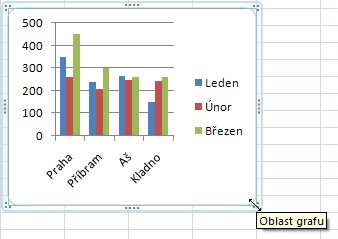 500
400
300
200
100
0
Praha
Příbram
Aš
Kladno
Leden
Únor
Březen
Oblast grafu